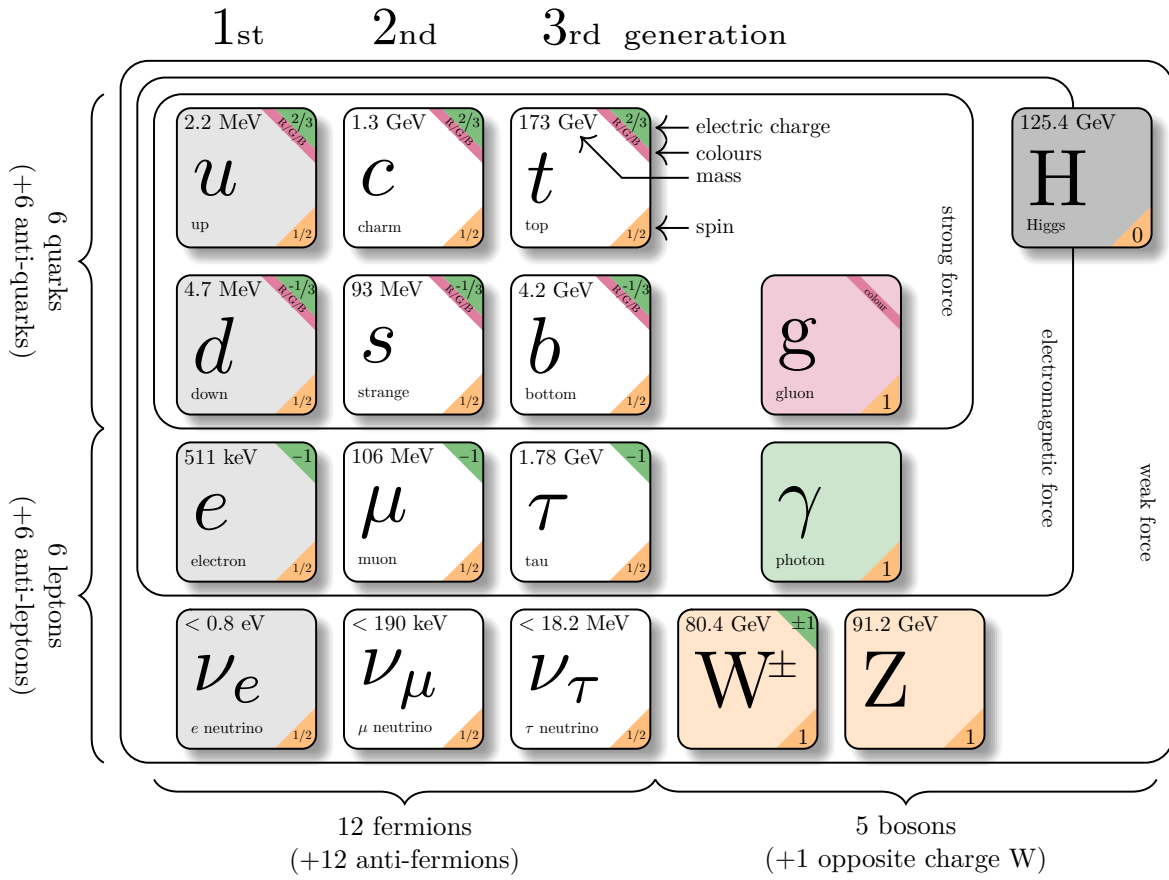 1st 2nd 3rd generation
6 quarks
(+6 anti-quarks)
6 leptons
(+6 anti-leptons)
2.2 MeV
2/3
R/G/B
u
up
1/2
1.3 GeV
2/3
R/G/B
c
charm
1/2
173 GeV
2/3
R/G/B
t
top
1/2
electric charge
colours
mass
spin
strong force
125.4 GeV
H
Higgs
0
4.7 MeV
-1/3
R/G/B
d
down
1/2
93 MeV
-1/3
R/G/B
s
strange
1/2
4.2 GeV
-1/3
R/G/B
b
bottom
1/2
colour
g
gluon
1
electromagnetic force
511 keV
−1
e
electron
1/2
106 MeV
−1
μ
muon
1/2
1.78 GeV
−1
τ
tau
1/2
γ
photon
1
weak force
< 0.8 eV
νe
e neutrino
1/2
< 190 keV
νμ
μ neutrino
1/2
< 18.2 MeV
ντ
τ neutrino
1/2
80.4 GeV
±1
W±
1
91.2 GeV
Z
1
12 fermions
(+12 anti-fermions)
5 bosons
(+1 opposite charge W)